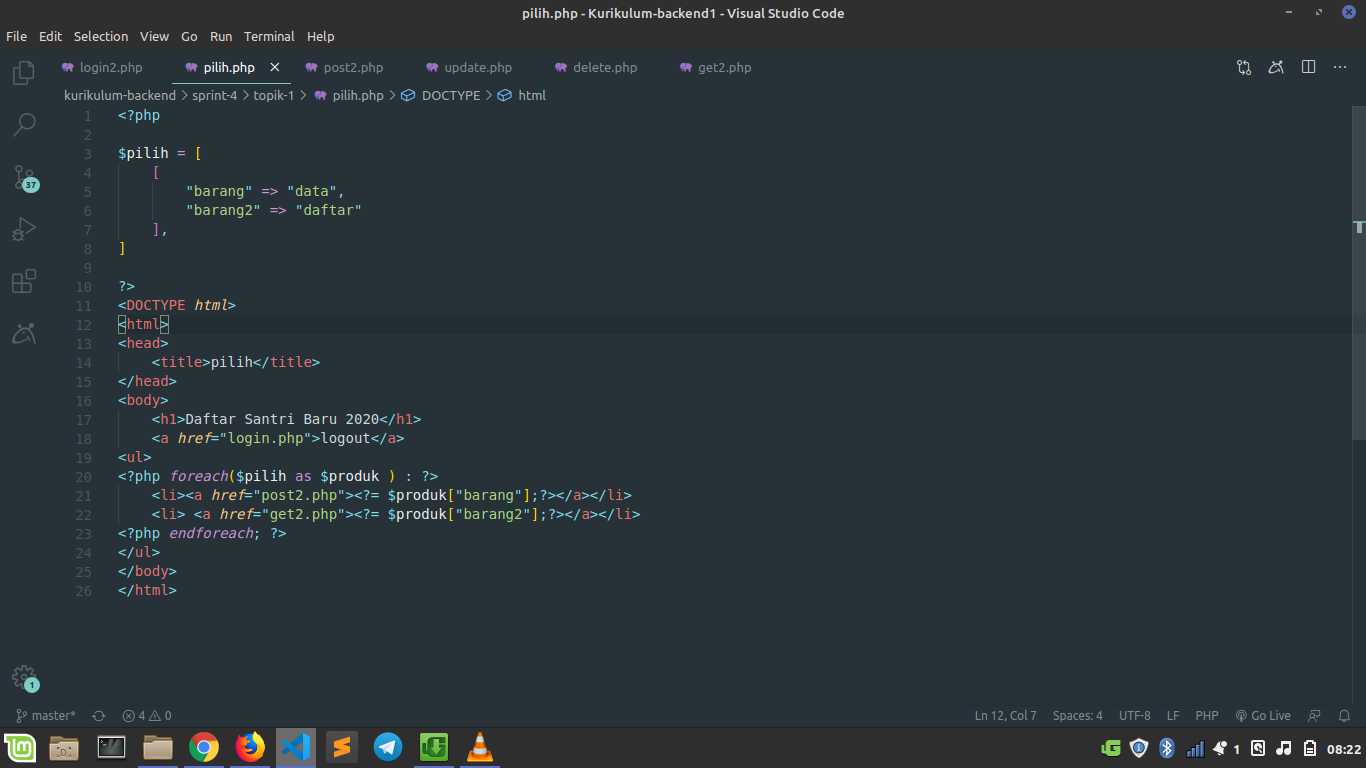 pilih.php - Kurikulum-backend1 - Visual Studio Code
File Edit Selection View Go Run Terminal Help
login2.php pilih.php post2.php update.php delete.php get2.php
kurikulum-backend > sprint-4 > topik-1 > pilih.php > DOCTYPE > html
1 <?php
2
3 $pilih = [
4     [
5         "barang" => "data",
6         "barang2" => "daftar"
7     ],
8 ]
9
10 ?>
11 <DOCTYPE html>
12 <html>
13 <head>
14     <title>pilih</title>
15 </head>
16 <body>
17     <h1>Daftar Santri Baru 2020</h1>
18     <a href="login.php">logout</a>
19 <ul>
20 <?php foreach($pilih as $produk ) : ?>
21     <li><a href="post2.php"><?= $produk["barang"];?></a></li>
22     <li> <a href="get2.php"><?= $produk["barang2"];?></a></li>
23 <?php endforeach; ?>
24 </ul>
25 </body>
26 </html>
37
1
master* 4 0 Ln 12, Col 7 Spaces: 4 UTF-8 LF PHP Go Live
1 08:22